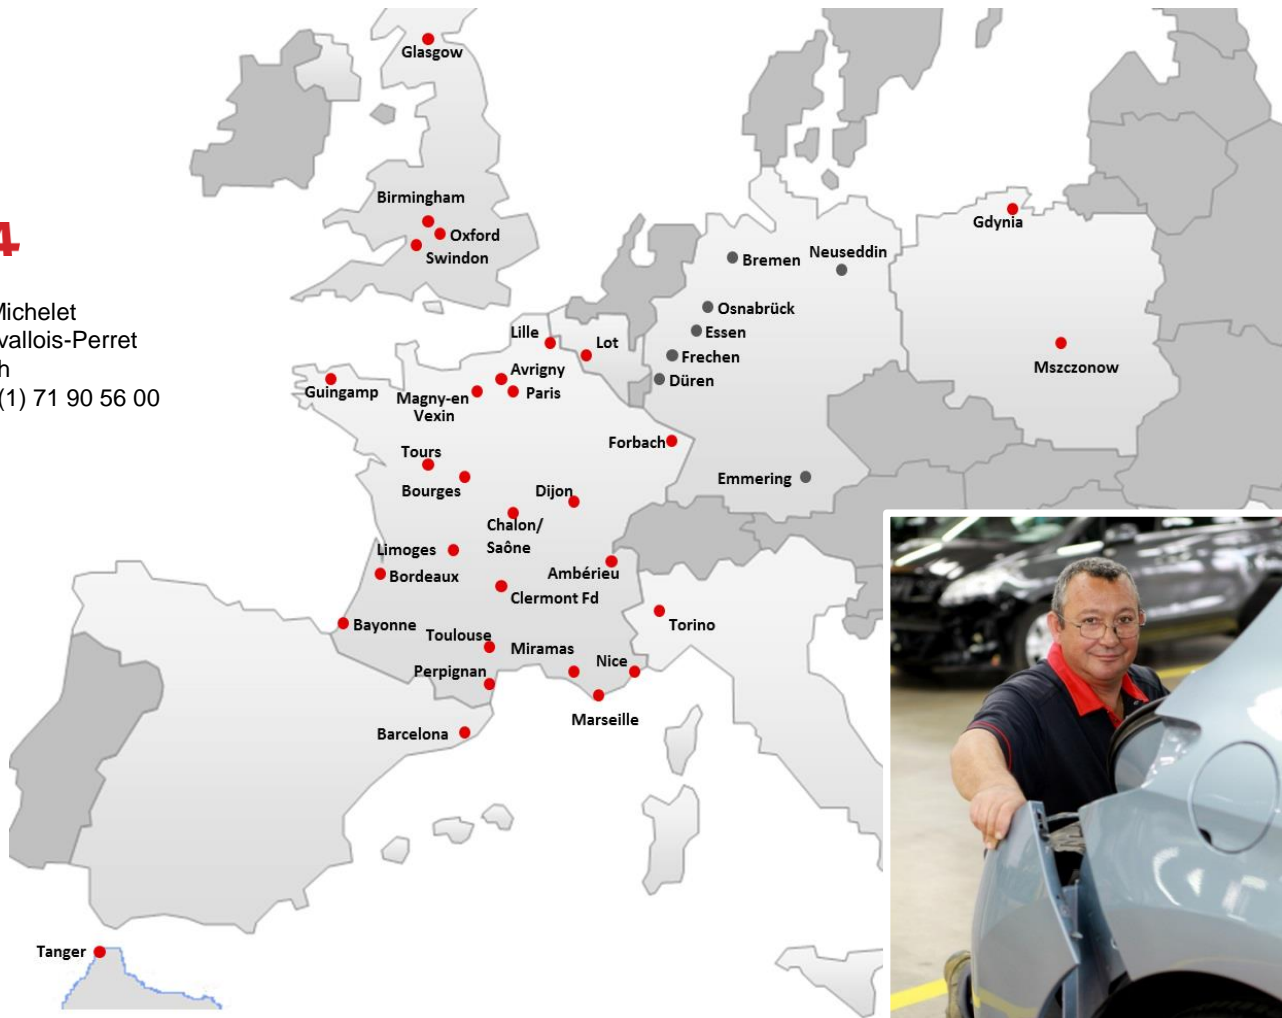 Glasgow
Birmingham
Oxford
Swindon
4
Michelet
vallois-Perret
h
(1) 71 90 56 00
Gdynia
Neuseddin
Bremen
Osnabrück
Essen
Frechen
Düren
Mszczonow
Lille
Lot
Avrigny
Paris
Guingamp
Magny-en
Vexin
Forbach
Tours
Bourges
Emmering
Dijon
Chalon/
Saône
Limoges
Bordeaux
Ambérieu
Clermont Fd
Bayonne
Torino
Toulouse
Miramas
Nice
Perpignan
Marseille
Barcelona
Tanger